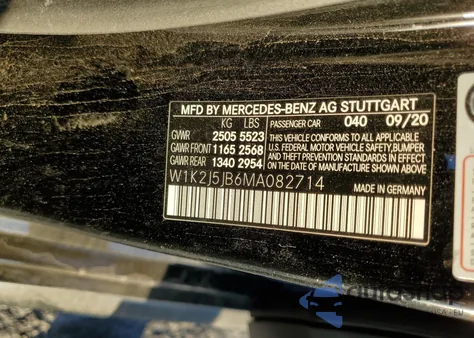 MFD BY MERCEDES-BENZ AG STUTTGART
KG LBS PASSENGER CAR 040 09/20
GVWR 2505 5523
GAWR FRONT 1165 2568
GAWR REAR 1340 2954
THIS VEHICLE CONFORMS TO ALL APPLICABLE
U.S. FEDERAL MOTOR VEHICLE SAFETY, BUMPER
AND THEFT PREVENTION STANDARDS IN EFFECT ON
THE DATE OF MANUFACTURE SHOWN ABOVE.
W1K2J5JB6MA082714
MADE IN GERMANY